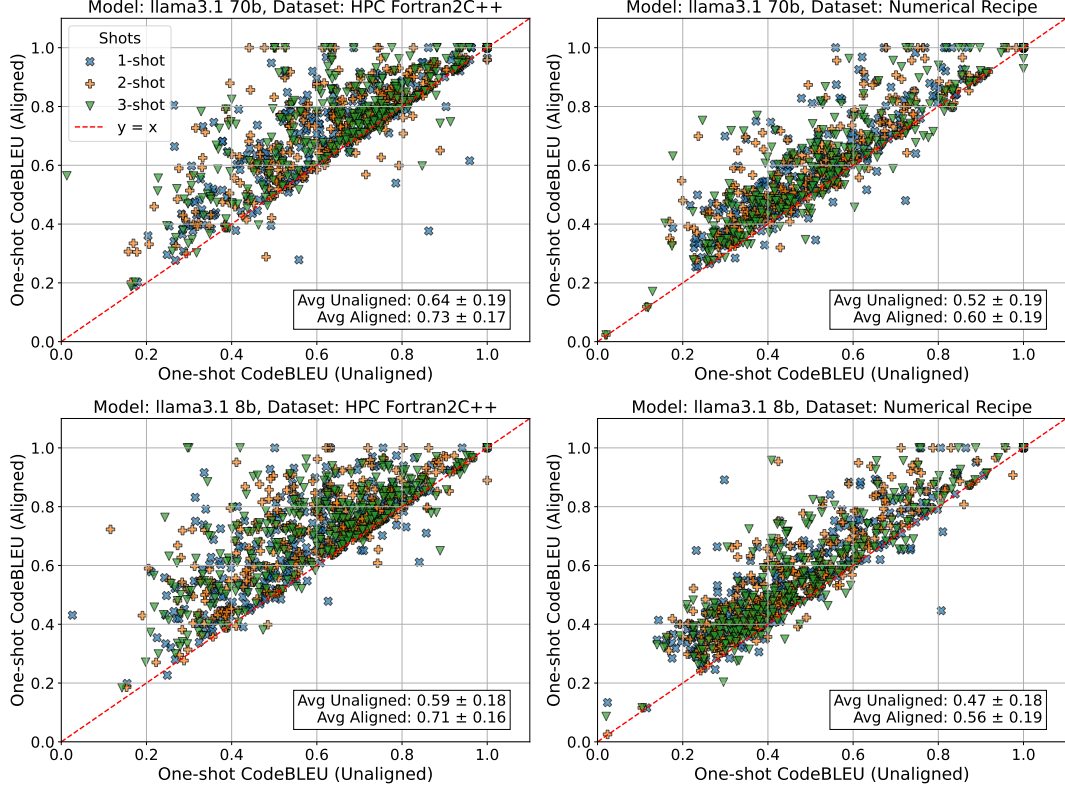 Model: llama3.1 70b, Dataset: HPC Fortran2C++
Shots
1-shot
2-shot
3-shot
y = x
1.0
0.8
0.6
0.4
0.2
0.0
One-shot CodeBLEU (Aligned)
Avg Unaligned: 0.64 ± 0.19
Avg Aligned: 0.73 ± 0.17
0.0 0.2 0.4 0.6 0.8 1.0
One-shot CodeBLEU (Unaligned)
Model: llama3.1 70b, Dataset: Numerical Recipe
1.0
0.8
0.6
0.4
0.2
0.0
One-shot CodeBLEU (Aligned)
Avg Unaligned: 0.52 ± 0.19
Avg Aligned: 0.60 ± 0.19
0.0 0.2 0.4 0.6 0.8 1.0
One-shot CodeBLEU (Unaligned)
Model: llama3.1 8b, Dataset: HPC Fortran2C++
1.0
0.8
0.6
0.4
0.2
0.0
One-shot CodeBLEU (Aligned)
Avg Unaligned: 0.59 ± 0.18
Avg Aligned: 0.71 ± 0.16
0.0 0.2 0.4 0.6 0.8 1.0
One-shot CodeBLEU (Unaligned)
Model: llama3.1 8b, Dataset: Numerical Recipe
1.0
0.8
0.6
0.4
0.2
0.0
One-shot CodeBLEU (Aligned)
Avg Unaligned: 0.47 ± 0.18
Avg Aligned: 0.56 ± 0.19
0.0 0.2 0.4 0.6 0.8 1.0
One-shot CodeBLEU (Unaligned)